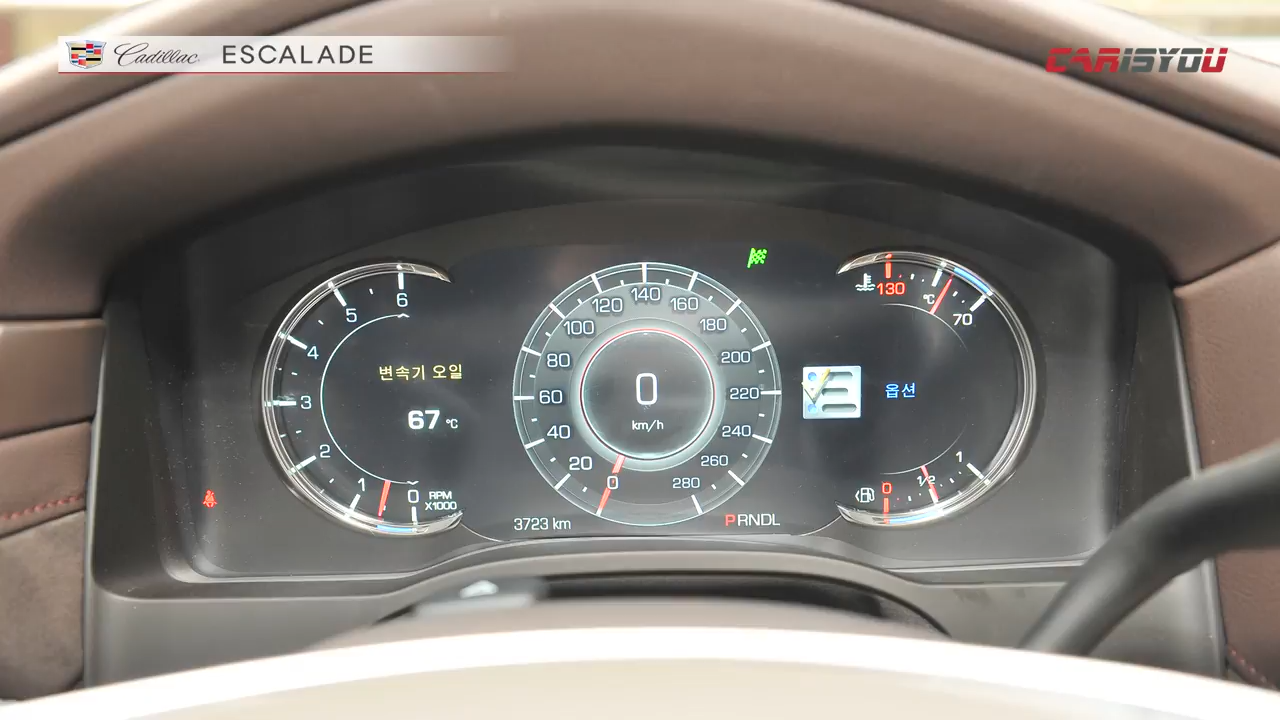 Cadillac ESCALADE
CARISYOU
6
5
4
3
2
1
0
RPM
X1000
변속기 오일
67 °C
0
20
40
60
80
100
120
140
160
180
200
220
240
260
280
0
km/h
3723 km
PRNDL
130
°C
70
옵션
0
1/2
1